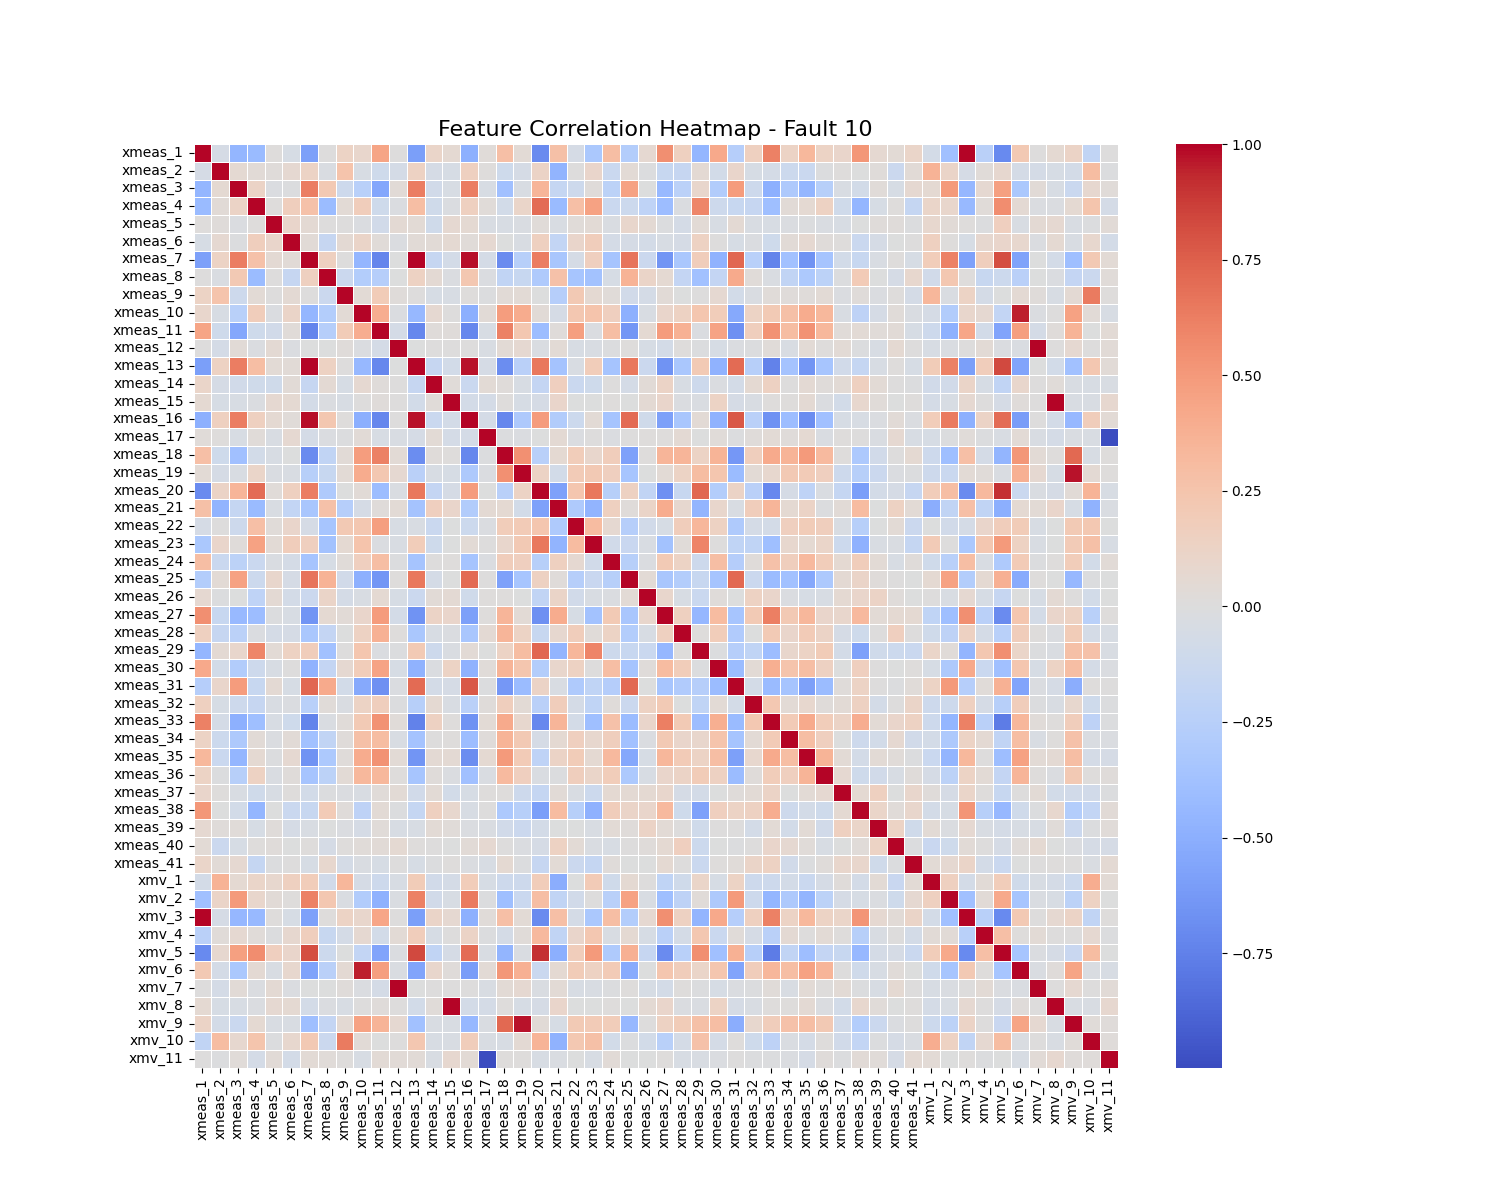 Feature Correlation Heatmap - Fault 10
xmeas_1
xmeas_2
xmeas_3
xmeas_4
xmeas_5
xmeas_6
xmeas_7
xmeas_8
xmeas_9
xmeas_10
xmeas_11
xmeas_12
xmeas_13
xmeas_14
xmeas_15
xmeas_16
xmeas_17
xmeas_18
xmeas_19
xmeas_20
xmeas_21
xmeas_22
xmeas_23
xmeas_24
xmeas_25
xmeas_26
xmeas_27
xmeas_28
xmeas_29
xmeas_30
xmeas_31
xmeas_32
xmeas_33
xmeas_34
xmeas_35
xmeas_36
xmeas_37
xmeas_38
xmeas_39
xmeas_40
xmeas_41
xmv_1
xmv_2
xmv_3
xmv_4
xmv_5
xmv_6
xmv_7
xmv_8
xmv_9
xmv_10
xmv_11
xmeas_1
xmeas_2
xmeas_3
xmeas_4
xmeas_5
xmeas_6
xmeas_7
xmeas_8
xmeas_9
xmeas_10
xmeas_11
xmeas_12
xmeas_13
xmeas_14
xmeas_15
xmeas_16
xmeas_17
xmeas_18
xmeas_19
xmeas_20
xmeas_21
xmeas_22
xmeas_23
xmeas_24
xmeas_25
xmeas_26
xmeas_27
xmeas_28
xmeas_29
xmeas_30
xmeas_31
xmeas_32
xmeas_33
xmeas_34
xmeas_35
xmeas_36
xmeas_37
xmeas_38
xmeas_39
xmeas_40
xmeas_41
xmv_1
xmv_2
xmv_3
xmv_4
xmv_5
xmv_6
xmv_7
xmv_8
xmv_9
xmv_10
xmv_11
1.00
0.75
0.50
0.25
0.00
−0.25
−0.50
−0.75